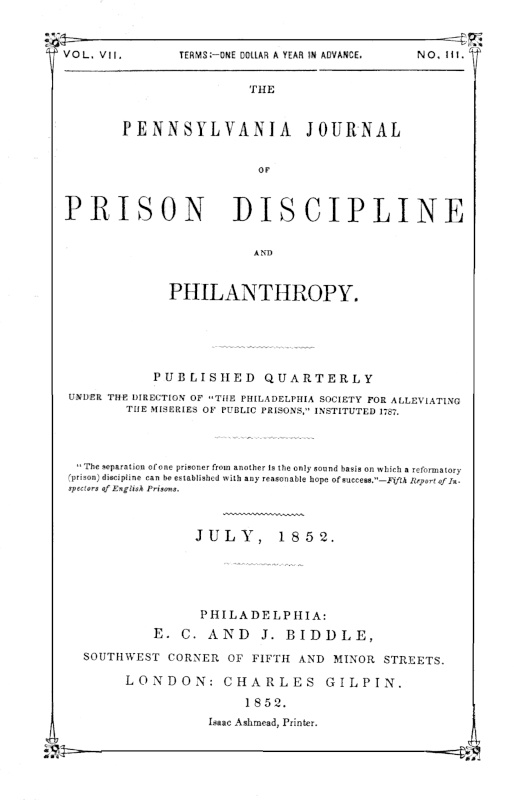 VOL. VII. TERMS:—ONE DOLLAR A YEAR IN ADVANCE. NO. III.
THE
PENNSYLVANIA JOURNAL
OF
PRISON DISCIPLINE
AND
PHILANTHROPY.
PUBLISHED QUARTERLY
UNDER THE DIRECTION OF "THE PHILADELPHIA SOCIETY FOR ALLEVIATING
THE MISERIES OF PUBLIC PRISONS," INSTITUTED 1787.
"The separation of one prisoner from another is the only sound basis on which a reformatory
(prison) discipline can be established with any reasonable hope of success."—Fifth Report of In-
spectors of English Prisons.
JULY, 1852.
PHILADELPHIA:
E. C. AND J. BIDDLE,
SOUTHWEST CORNER OF FIFTH AND MINOR STREETS.
LONDON: CHARLES GILPIN.
1852.
Isaac Ashmead, Printer.